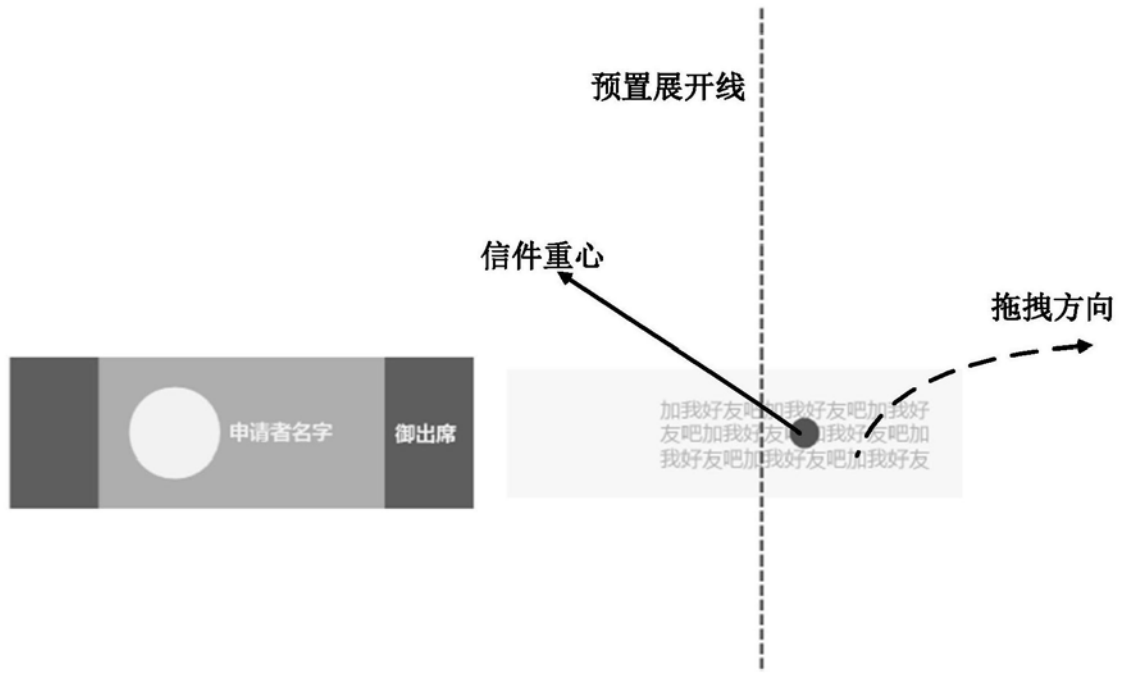 预置展开线
信件重心
拖拽方向
申请者名字
御出席
加我好友吧加我好友吧加我好
友吧加我好友吧加我好友吧加
我好友吧加我好友吧加我好友